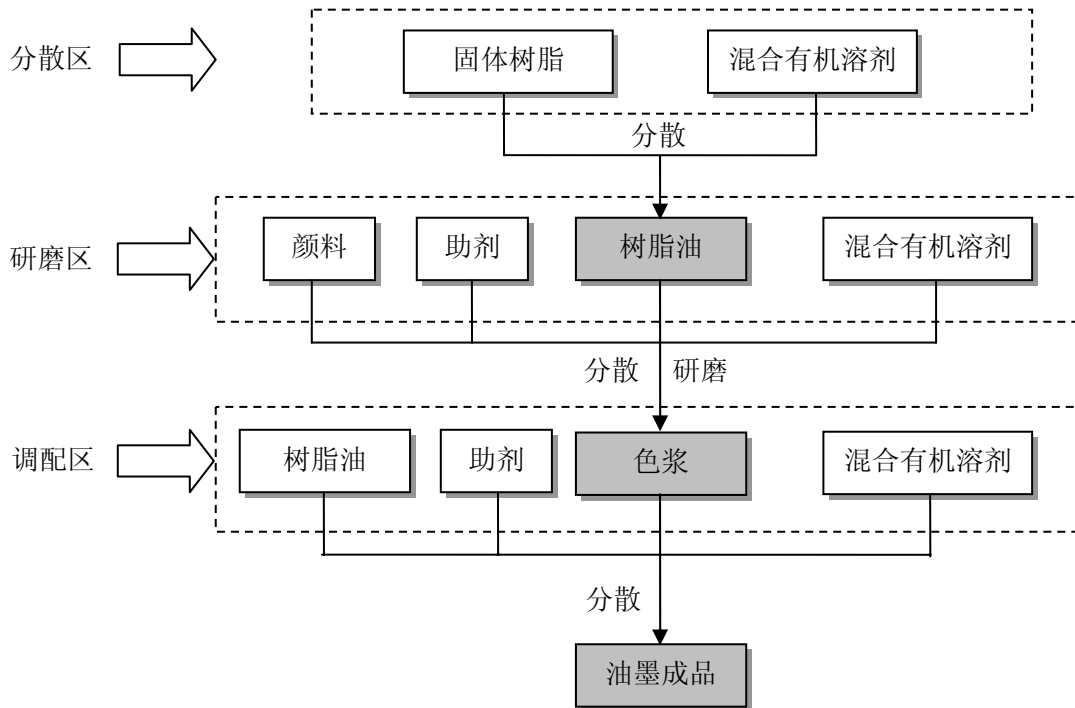 分散区
固体树脂
混合有机溶剂
分散
研磨区
颜料
助剂
树脂油
混合有机溶剂
分散
研磨
调配区
树脂油
助剂
色浆
混合有机溶剂
分散
油墨成品